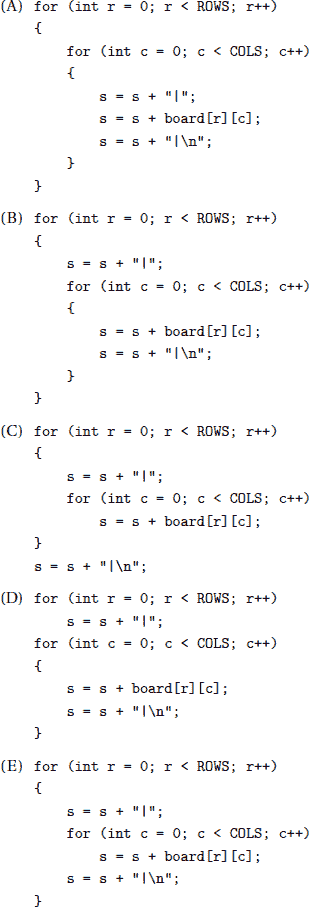 (A) for (int r = 0; r < ROWS; r++)
{
for (int c = 0; c < COLS; c++)
{
s = s + "|";
s = s + board[r][c];
s = s + "|\n";
}
}
(B) for (int r = 0; r < ROWS; r++)
{
s = s + "|";
for (int c = 0; c < COLS; c++)
{
s = s + board[r][c];
s = s + "|\n";
}
}
(C) for (int r = 0; r < ROWS; r++)
{
s = s + "|";
for (int c = 0; c < COLS; c++)
s = s + board[r][c];
}
s = s + "|\n";
(D) for (int r = 0; r < ROWS; r++)
s = s + "|";
for (int c = 0; c < COLS; c++)
{
s = s + board[r][c];
s = s + "|\n";
}
(E) for (int r = 0; r < ROWS; r++)
{
s = s + "|";
for (int c = 0; c < COLS; c++)
s = s + board[r][c];
s = s + "|\n";
}